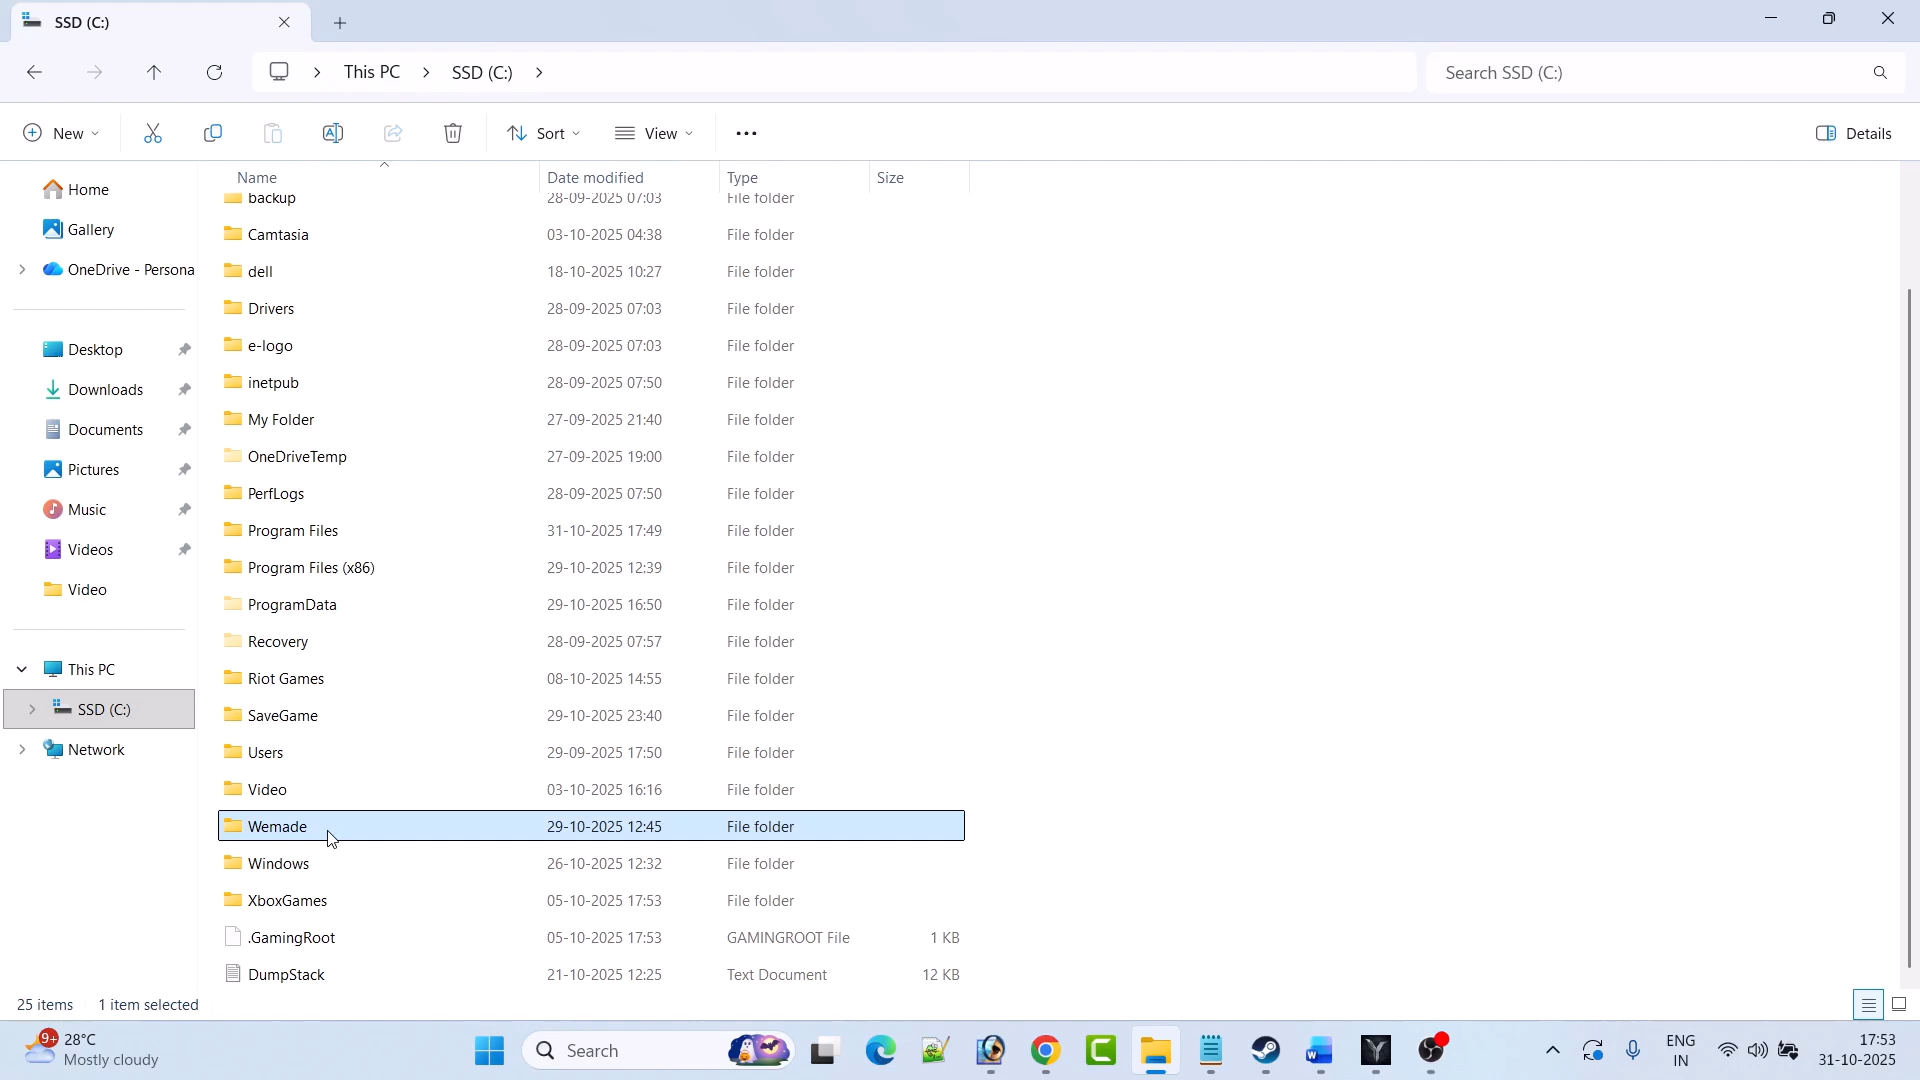 SSD (C:)
This PC SSD (C:)
Search SSD (C:)
New Sort View Details
Name Date modified Type Size
backup 28-09-2025 07:03 File folder
Camtasia 03-10-2025 04:38 File folder
dell 18-10-2025 10:27 File folder
Drivers 28-09-2025 07:03 File folder
e-logo 28-09-2025 07:03 File folder
inetpub 28-09-2025 07:50 File folder
My Folder 27-09-2025 21:40 File folder
OneDriveTemp 27-09-2025 19:00 File folder
PerfLogs 28-09-2025 07:50 File folder
Program Files 31-10-2025 17:49 File folder
Program Files (x86) 29-10-2025 12:39 File folder
ProgramData 29-10-2025 16:50 File folder
Recovery 28-09-2025 07:57 File folder
Riot Games 08-10-2025 14:55 File folder
SaveGame 29-10-2025 23:40 File folder
Users 29-09-2025 17:50 File folder
Video 03-10-2025 16:16 File folder
Wemade 29-10-2025 12:45 File folder
Windows 26-10-2025 12:32 File folder
XboxGames 05-10-2025 17:53 File folder
.GamingRoot 05-10-2025 17:53 GAMINGROOT File 1 KB
DumpStack 21-10-2025 12:25 Text Document 12 KB
Home
Gallery
OneDrive - Persona
Desktop
Downloads
Documents
Pictures
Music
Videos
Video
This PC
SSD (C:)
Network
25 items 1 item selected
9+
28°C
Mostly cloudy
Search
ENG
IN
17:53
31-10-2025